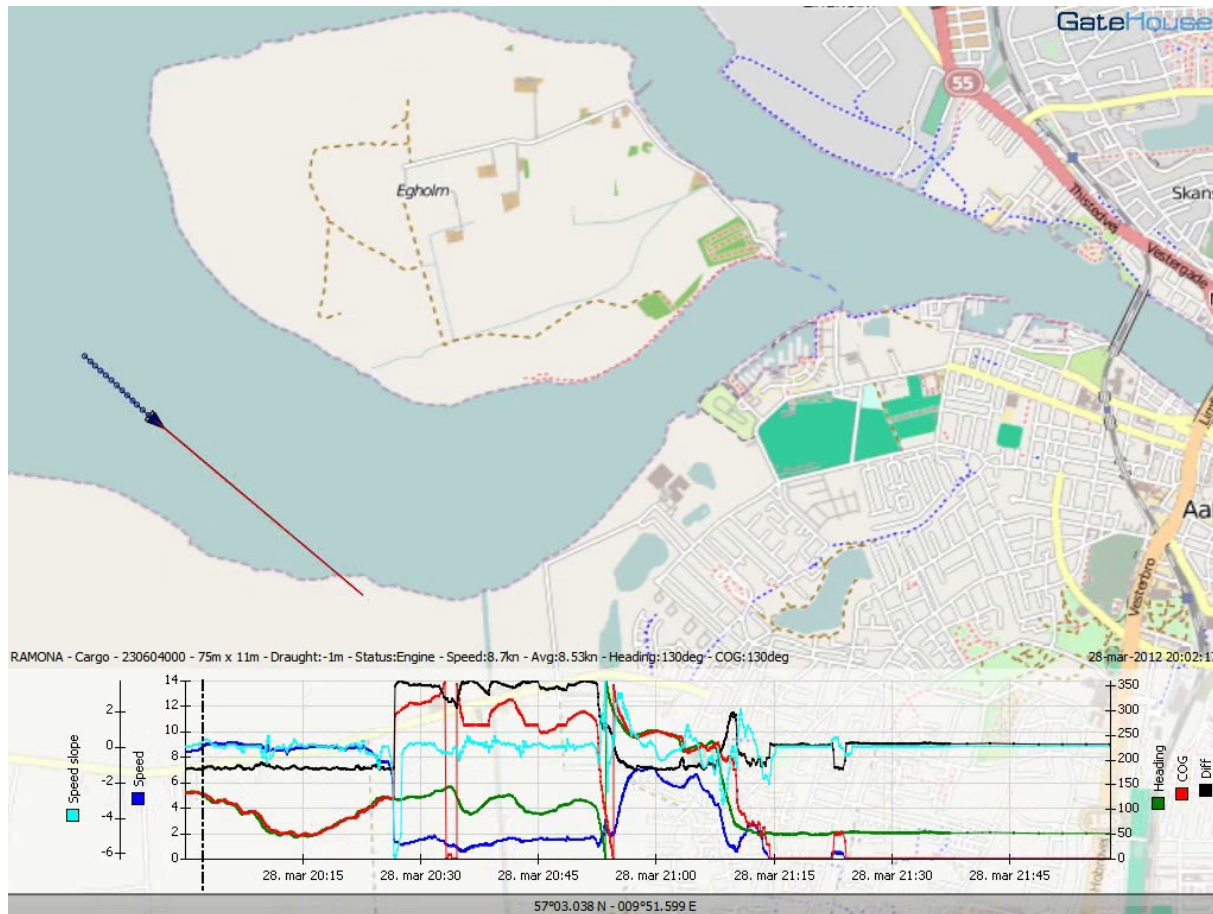 GateHouse
55
Egholm
Skans
Thistedvej
Vestergade
Aa
Vesterbro
RAMONA - Cargo - 230604000 - 75m x 11m - Draught:-1m - Status:Engine - Speed:8.7kn - Avg:8.53kn - Heading:130deg - COG:130deg
28-mar-2012 20:02:17
Speed slope
2
0
-2
-4
-6
Speed
14
12
10
8
6
4
2
0
350
300
250
200
150
100
50
0
Heading
COG
Diff
28. mar 20:15
28. mar 20:30
28. mar 20:45
28. mar 21:00
28. mar 21:15
28. mar 21:30
28. mar 21:45
57°03.038 N - 009°51.599 E